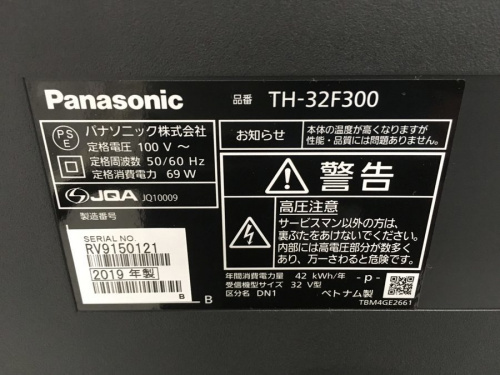 Panasonic
品番 TH-32F300
PS
E
パナソニック株式会社
定格電圧 100 V ～
定格周波数 50/60 Hz
定格消費電力 69 W
JQA JQ10009
製造番号
SERIAL NO.
RV9150121
2019 年製
B
B
お知らせ
本体の温度が高くなりますが
性能・品質には問題ありません。
警告
高圧注意
サービスマン以外の方は、
裏ぶたをあけないでください。
内部には高電圧部分が数多く
あり、万一さわると危険です。
年間消費電力量 42 kWh/年
受信機型サイズ 32 V型
区分名 DN1
- p -
ベトナム製
TBM4GE2661